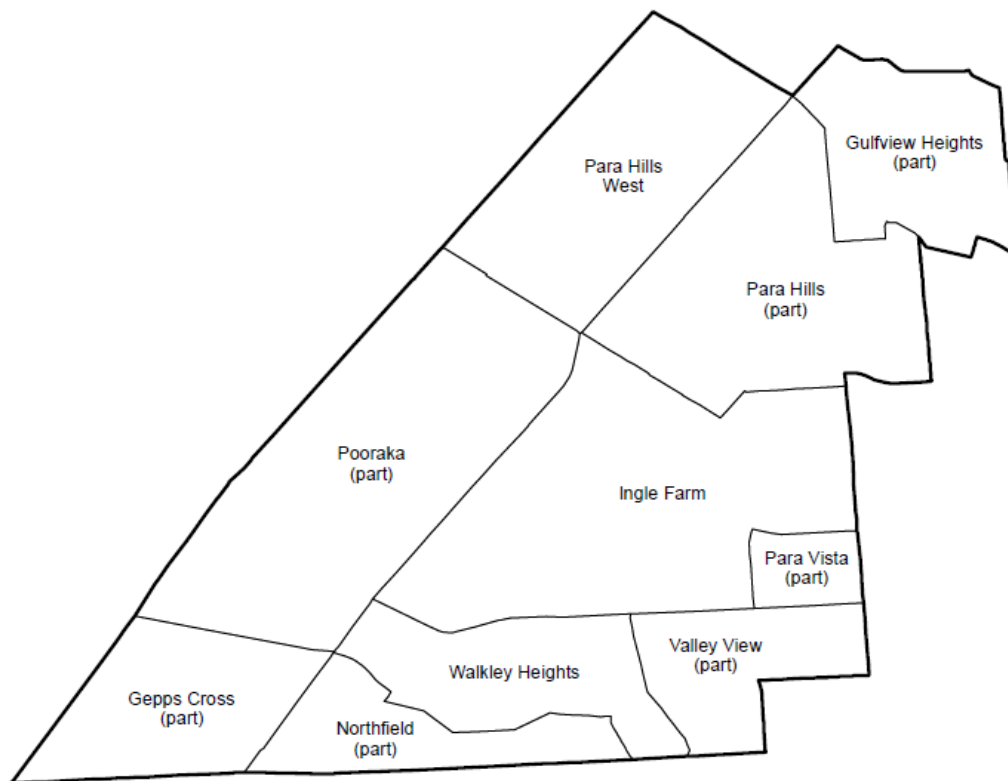 Gulfview Heights
(part)
Para Hills
West
Para Hills
(part)
Pooraka
(part)
Ingle Farm
Para Vista
(part)
Valley View
(part)
Walkley Heights
Gepps Cross
(part)
Northfield
(part)